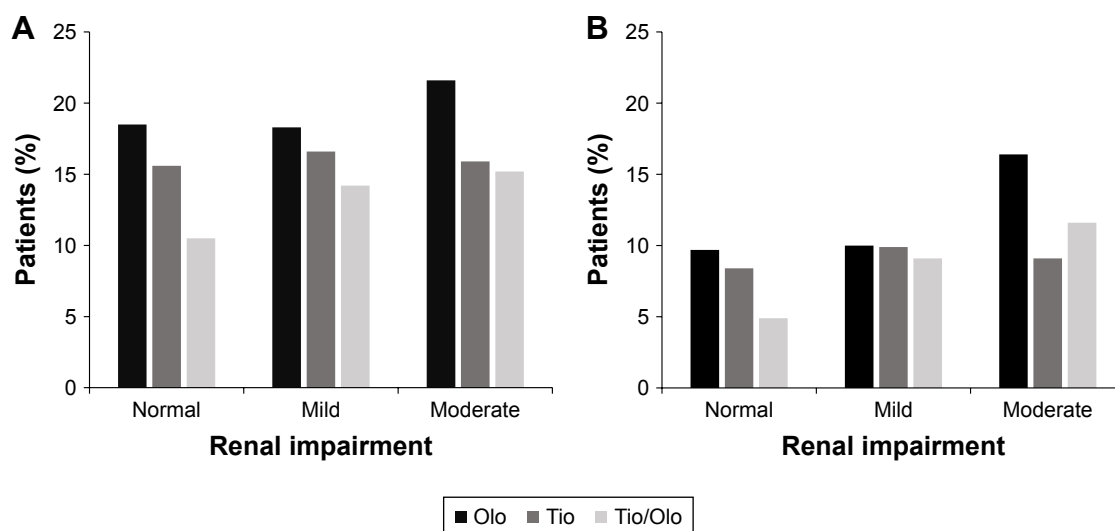 A
Patients (%)
25
20
15
10
5
0
Normal Mild Moderate
Renal impairment
B
Patients (%)
25
20
15
10
5
0
Normal Mild Moderate
Renal impairment
Olo Tio Tio/Olo